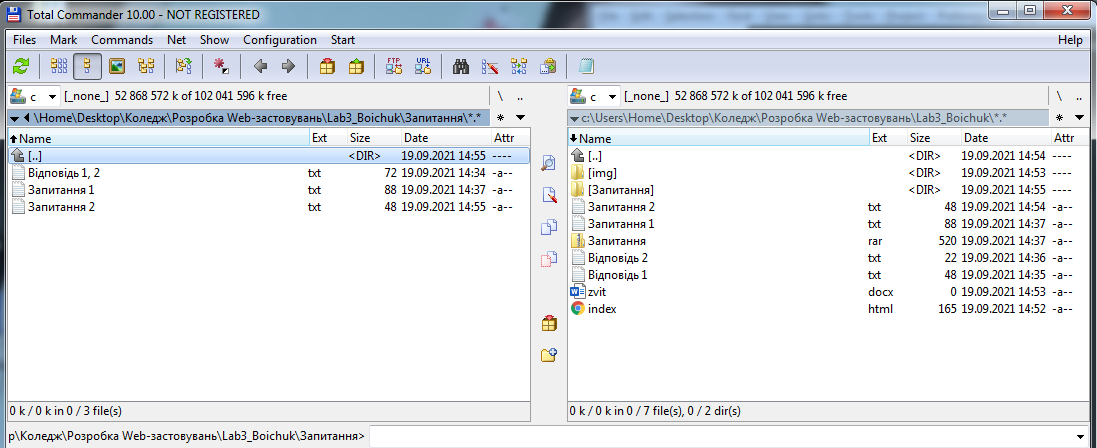 Total Commander 10.00 - NOT REGISTERED
Files Mark Commands Net Show Configuration Start Help
FTP URL
c [_none_] 52 868 572 k of 102 041 596 k free \ ..
\Home\Desktop\Коледж\Розробка Web-застовувань\Lab3_Boichuk\Запитання\*.* * 
Name Ext Size Date Attr
[..] <DIR> 19.09.2021 14:55 ----
Відповідь 1, 2 txt 72 19.09.2021 14:34 -a--
Запитання 1 txt 88 19.09.2021 14:37 -a--
Запитання 2 txt 48 19.09.2021 14:55 -a--
0 k / 0 k in 0 / 3 file(s)
c [_none_] 52 868 572 k of 102 041 596 k free \ ..
c:\Users\Home\Desktop\Коледж\Розробка Web-застовувань\Lab3_Boichuk\*.* *
Name Ext Size Date Attr
[..] <DIR> 19.09.2021 14:54 ----
[img] <DIR> 19.09.2021 14:53 ----
[Запитання] <DIR> 19.09.2021 14:55 ----
Запитання 2 txt 48 19.09.2021 14:54 -a--
Запитання 1 txt 88 19.09.2021 14:37 -a--
Запитання rar 520 19.09.2021 14:37 -a--
Відповідь 2 txt 22 19.09.2021 14:36 -a--
Відповідь 1 txt 48 19.09.2021 14:35 -a--
zvit docx 0 19.09.2021 14:53 -a--
index html 165 19.09.2021 14:52 -a--
0 k / 0 k in 0 / 7 file(s), 0 / 2 dir(s)
p\Коледж\Розробка Web-застовувань\Lab3_Boichuk\Запитання>